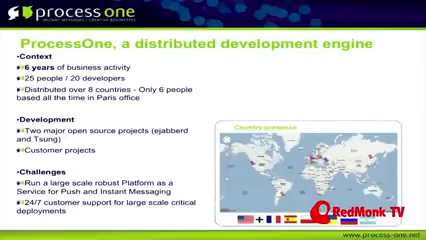 process one
INSTANT MESSAGING / CREATIVE BUSINESSES
ProcessOne, a distributed development engine
•Context
6 years of business activity
25 people / 20 developers
Distributed over 8 countries - Only 6 people
based all the time in Paris office
•Development
Two major open source projects (ejabberd
and Tsung)
Customer projects
•Challenges
Run a large scale robust Platform as a
Service for Push and Instant Messaging
24/7 customer support for large scale critical
deployments
Country presence
RedMonk TV
www.process-one.net